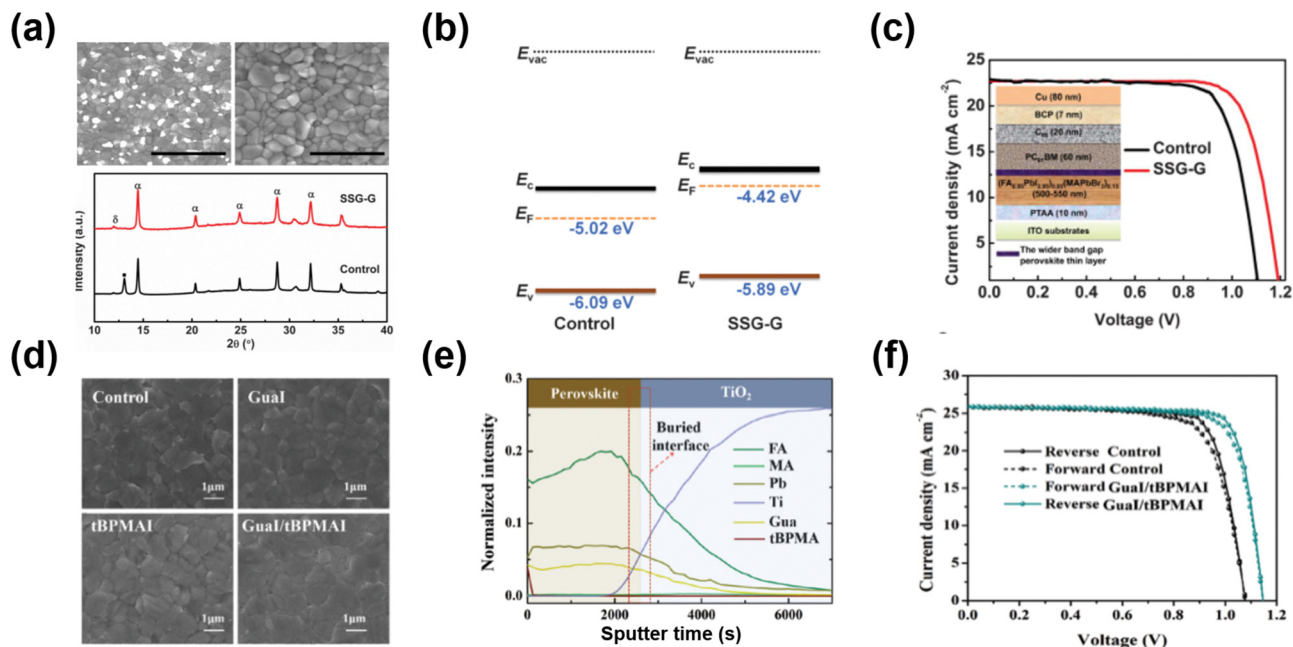 (a)
SSG-G
Control
δ
α
α
α
α
α
*
Intensity (a.u.)
10 15 20 25 30 35 40
2θ (°)
(b)
Evac
Evac
Ec
EF
-5.02 eV
Ev
-6.09 eV
Control
Ec
EF
-4.42 eV
Ev
-5.89 eV
SSG-G
(c)
Current density (mA cm-2)
25
20
15
10
5
0.0 0.2 0.4 0.6 0.8 1.0 1.2
Voltage (V)
Control
SSG-G
Cu (80 nm)
BCP (7 nm)
C60 (20 nm)
PC61BM (60 nm)
(500-550 nm)
PTAA (10 nm)
ITO substrates
The wider band gap
perovskite thin layer
(d)
Control
1μm
GuaI
1μm
tBPMAI
1μm
GuaI/tBPMAI
1μm
(e)
Normalized intensity
0.3
0.2
0.1
0.0
Perovskite
TiO2
Buried
interface
FA
MA
Pb
Ti
Gua
tBPMA
0 2000 4000 6000
Sputter time (s)
(f)
Current density (mA cm-2)
30
25
20
15
10
5
0
Reverse Control
Forward Control
Forward GuaI/tBPMAI
Reverse GuaI/tBPMAI
0.0 0.2 0.4 0.6 0.8 1.0 1.2
Voltage (V)